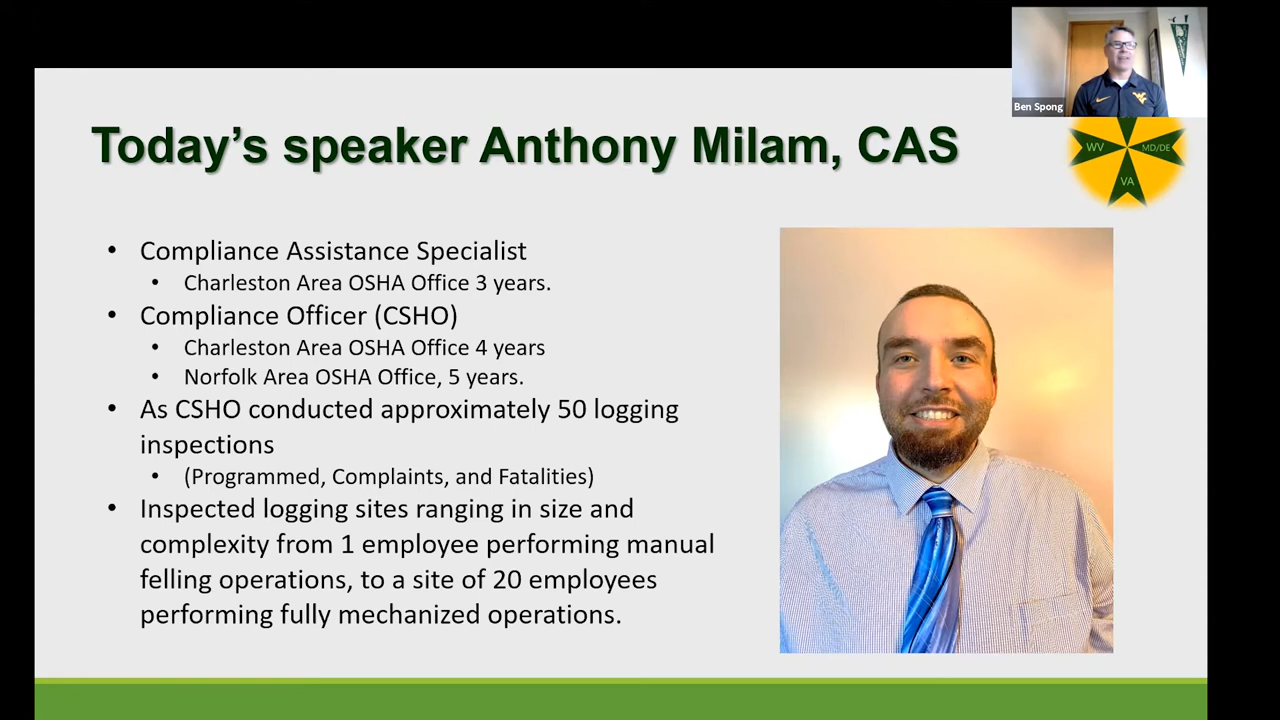 Ben Spong
Today's speaker Anthony Milam, CAS
WV
MD/DE
VA
• Compliance Assistance Specialist
• Charleston Area OSHA Office 3 years.
• Compliance Officer (CSHO)
• Charleston Area OSHA Office 4 years
• Norfolk Area OSHA Office, 5 years.
• As CSHO conducted approximately 50 logging
inspections
• (Programmed, Complaints, and Fatalities)
• Inspected logging sites ranging in size and
complexity from 1 employee performing manual
felling operations, to a site of 20 employees
performing fully mechanized operations.